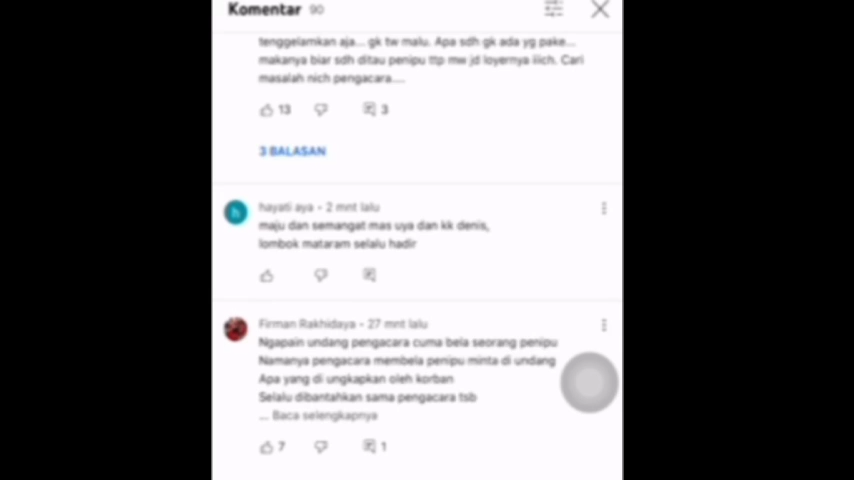 Komentar 90
tenggelamkan aja... gk tw malu. Apa sdh gk ada yg pake...
makanya biar sdh ditau penipu ttp mw jd loyernya iiich. Cari
masalah nich pengacara....
13 3
3 BALASAN
h
hayati aya • 2 mnt lalu
maju dan semangat mas uya dan kk denis,
lombok mataram selalu hadir
Firman Rakhidaya • 27 mnt lalu
Ngapain undang pengacara cuma bela seorang penipu
Namanya pengacara membela penipu minta di undang
Apa yang di ungkapkan oleh korban
Selalu dibantahkan sama pengacara tsb
... Baca selengkapnya
7 1